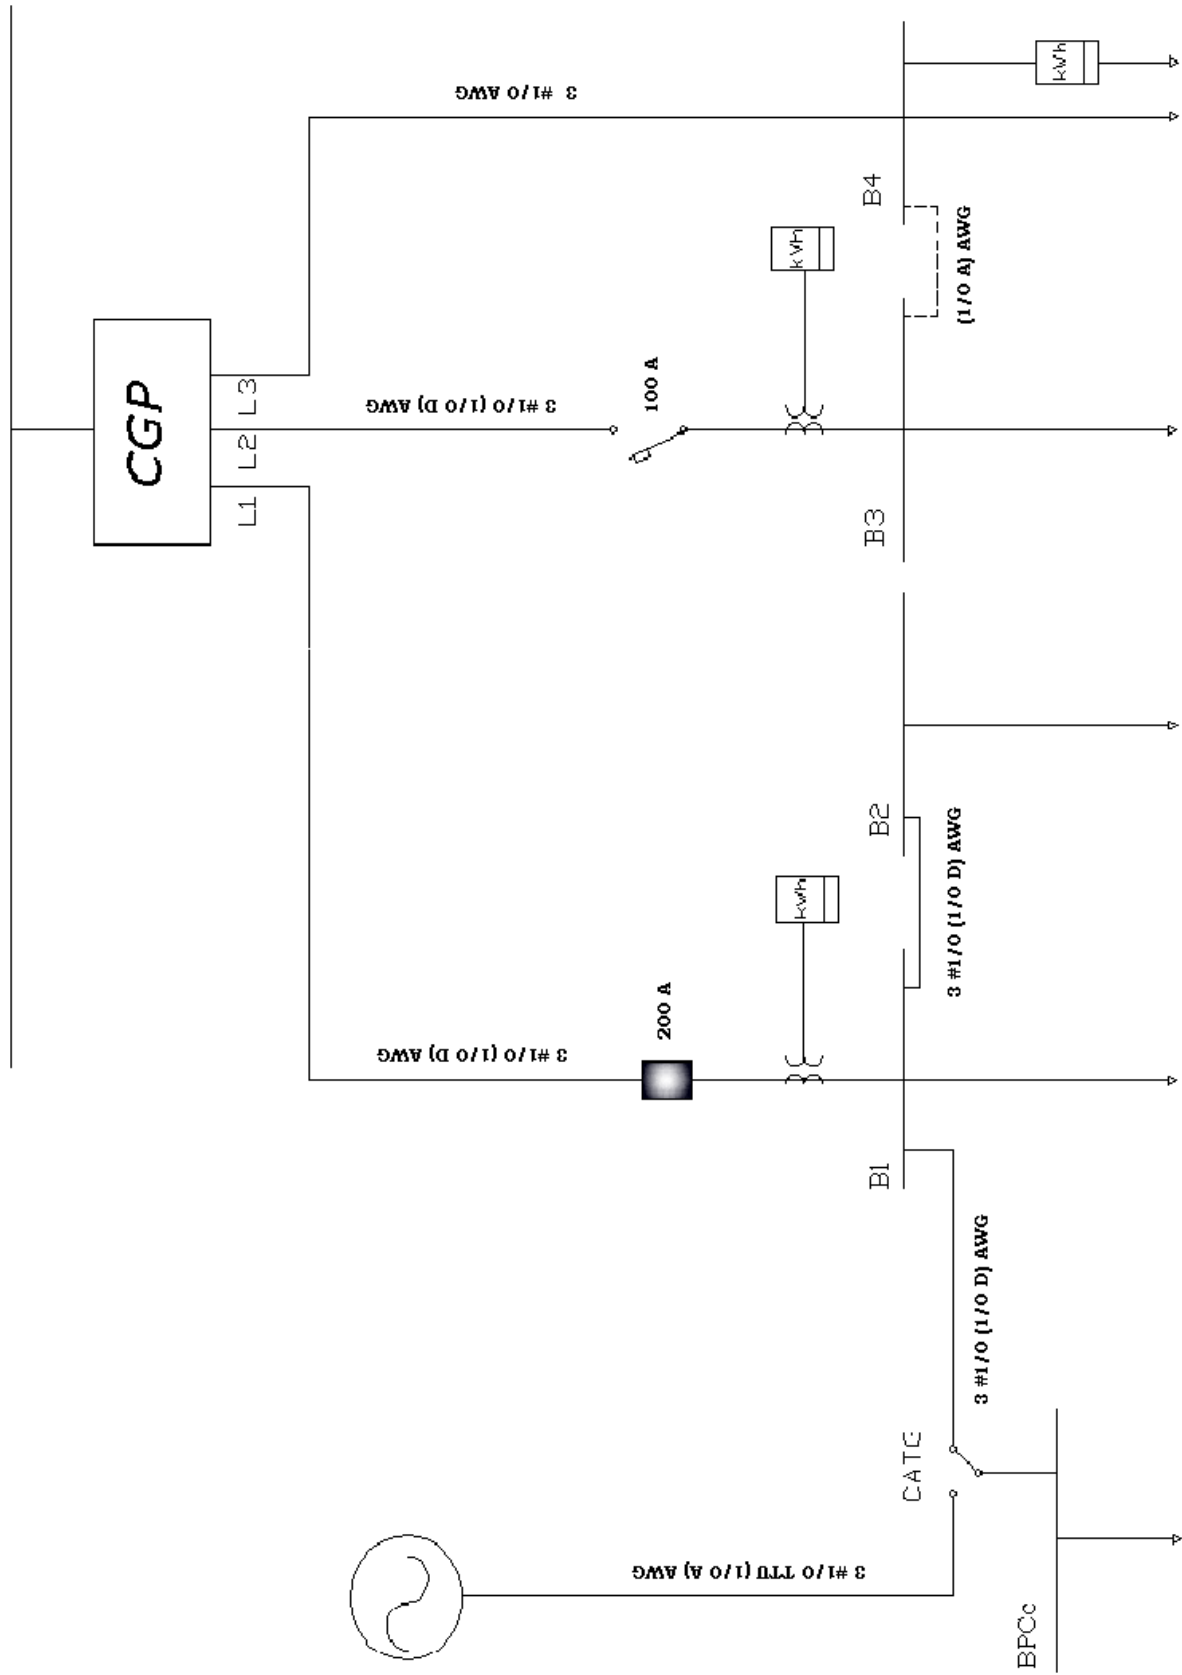 CGP
L1
L2
L3
3 #1/0 AWG
3 #1/0 (1/0 D) AWG
3 #1/0 (1/0 D) AWG
100 A
200 A
kWh
kWh
kWh
B1
B2
B3
B4
(1/0 A) AWG
3 #1/0 (1/0 D) AWG
3 #1/0 (1/0 D) AWG
CATG
3 #1/0 TTU (1/0 A) AWG
BPCc